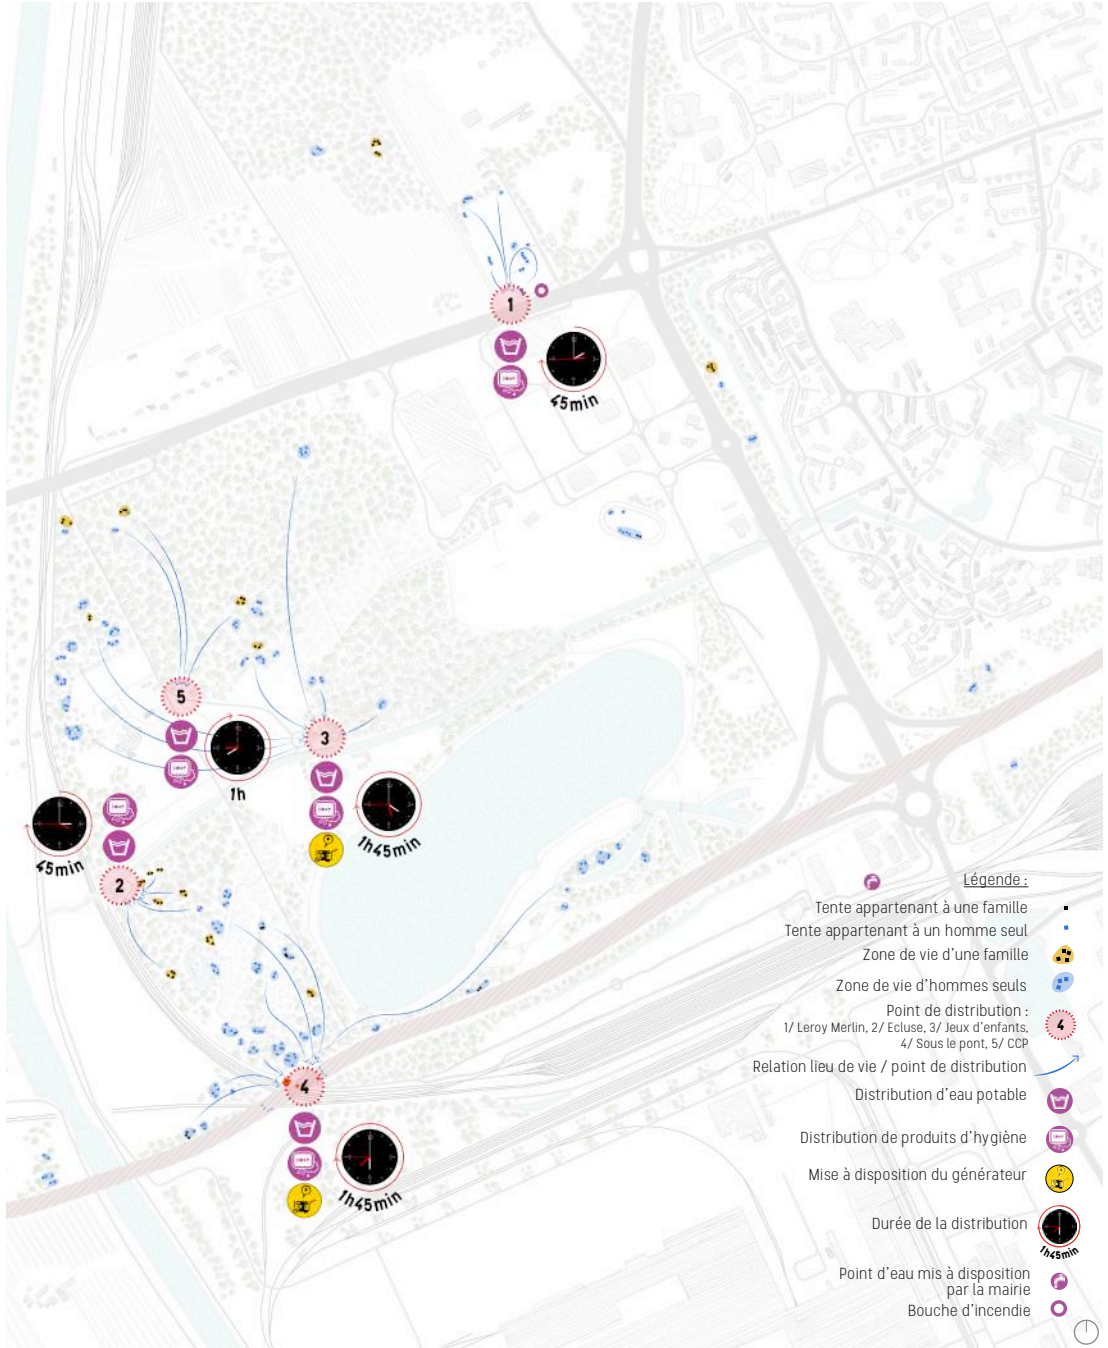 1
45min
5
3
1h
1h45min
45min
2
4
1h45min
Légende :
Tente appartenant à une famille
Tente appartenant à un homme seul
Zone de vie d'une famille
Zone de vie d'hommes seuls
Point de distribution :
1/ Leroy Merlin, 2/ Ecluse, 3/ Jeux d'enfants,
4/ Sous le pont, 5/ CCP
4
Relation lieu de vie / point de distribution
Distribution d'eau potable
Distribution de produits d'hygiène
Mise à disposition du générateur
Durée de la distribution
1h45min
Point d'eau mis à disposition
par la mairie
Bouche d'incendie